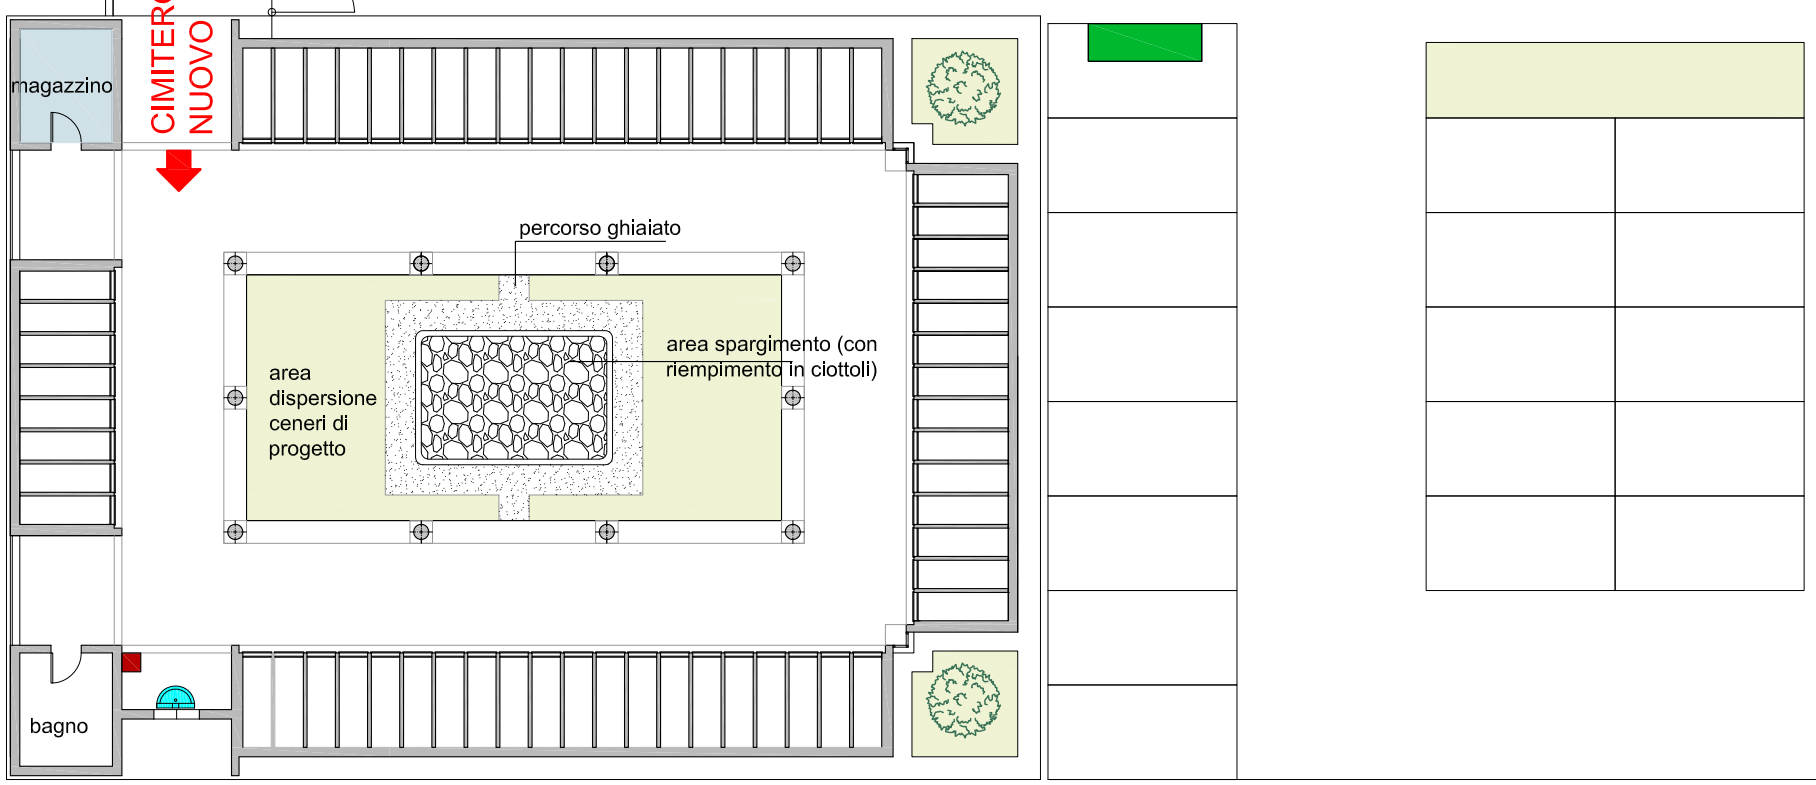 CIMITERO
NUOVO
magazzino
percorso ghiaiato
area spargimento (con
riempimento in ciottoli)
area
dispersione
ceneri di
progetto
bagno